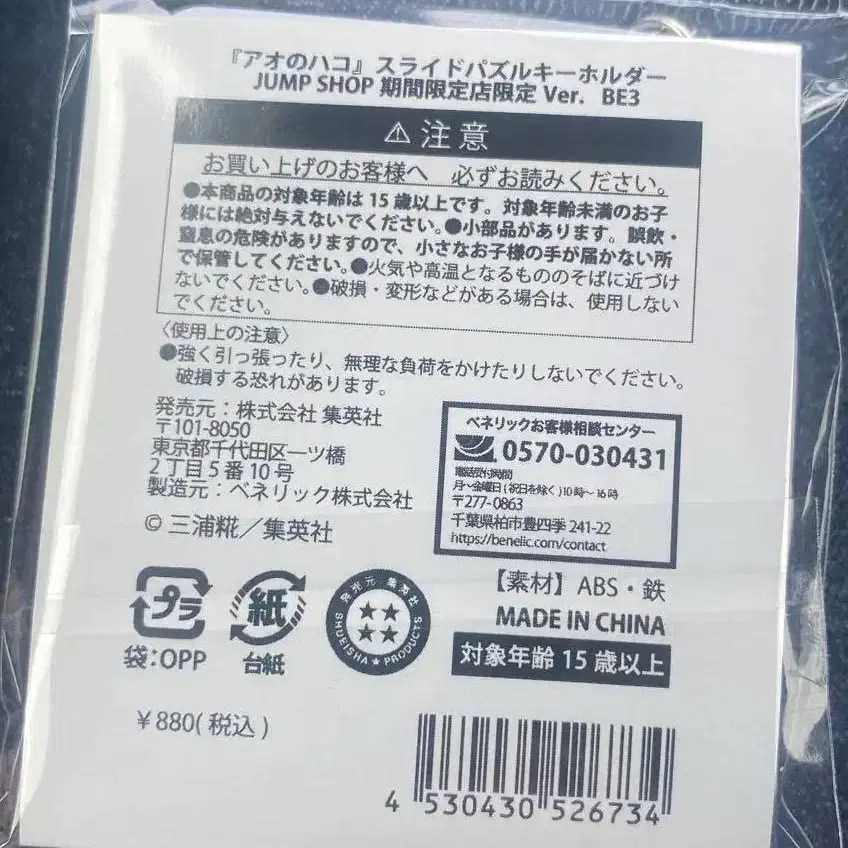 『アオのハコ』スライドパズルキーホルダー
JUMP SHOP 期間限定店限定 Ver. BE3
⚠注意
お買い上げのお客様へ 必ずお読みください。
●本商品の対象年齢は15歳以上です。対象年齢未満のお子
様には絶対与えないでください。●小部品があります。誤飲・
窒息の危険がありますので、小さなお子様の手が届かない所
で保管してください。●火気や高温となるもののそばに近づけ
ないでください。●破損・変形などがある場合は、使用しない
でください。
〈使用上の注意〉
●強く引っ張ったり、無理な負荷をかけたりしないでください。
破損する恐れがあります。
発売元：株式会社 集英社
〒101-8050
東京都千代田区一ツ橋
2丁目5番10号
製造元：ベネリック株式会社
© 三浦糀／集英社
ベネリックお客様相談センター
0570-030431
電話受付時間
月〜金曜日(祝日を除く)10時〜16時
〒277-0863
千葉県柏市豊四季 241-22
https://benelic.com/contact
プラ
袋：OPP
紙
台紙
発売元 集英社
SHUEISHA★PRODUCTS
【素材】ABS・鉄
MADE IN CHINA
対象年齢 15 歳以上
￥880(税込)
4 530430 526734